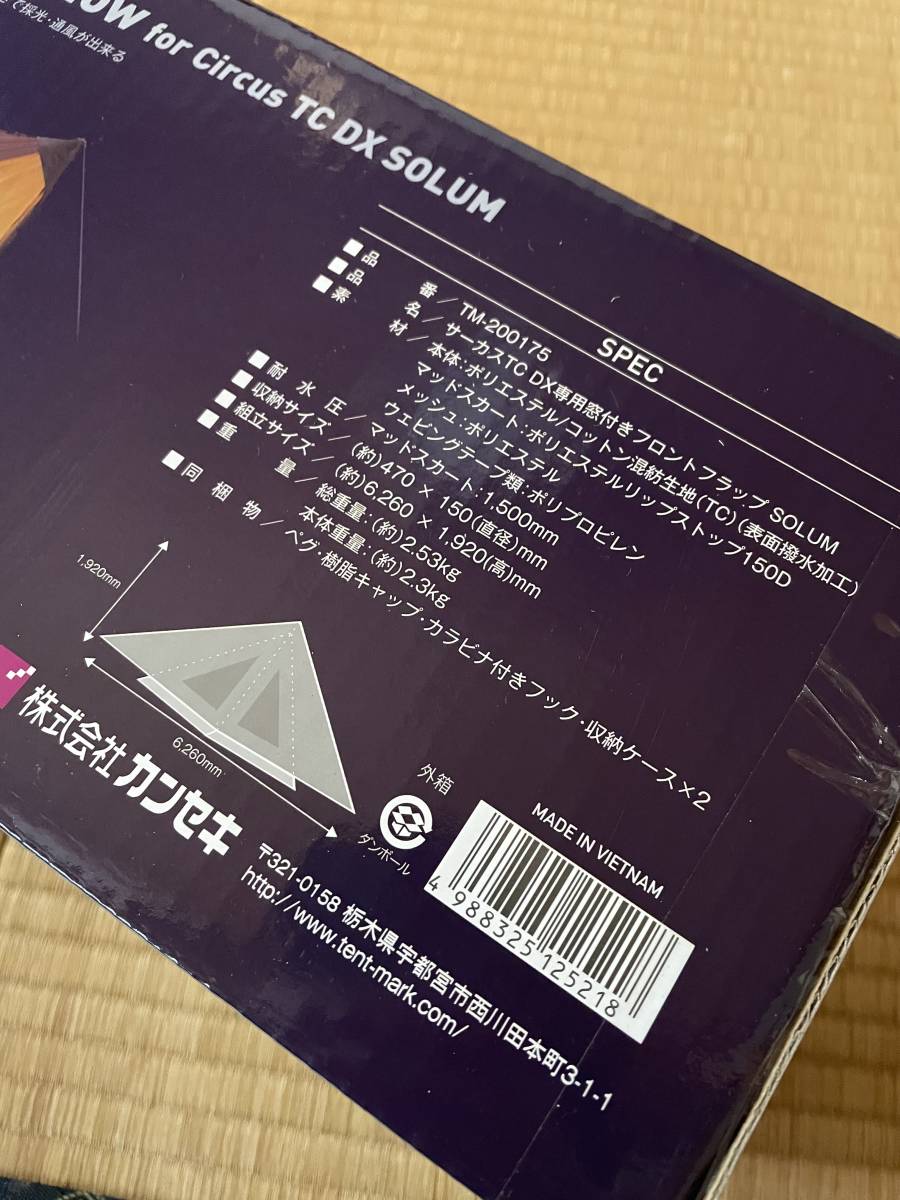 for Circus TC DX SOLUM
で採光・通風が出来る
SPEC
■品番／TM-200175
■品名／サーカスTC DX専用窓付きフロントフラップ SOLUM
■素材／本体:ポリエステル/コットン混紡生地(TC)(表面撥水加工)
マッドスカート:ポリエステルリップストップ150D
メッシュ:ポリエステル
ウェビングテープ類:ポリプロピレン
■耐水圧／マッドスカート:1,500mm
■収納サイズ／(約)470 × 150(直径)mm
■組立サイズ／(約)6,260 × 1,920(高)mm
■重量／総重量:(約)2.53kg
本体重量:(約)2.3kg
■同梱物／ペグ・樹脂キャップ・カラビナ付きフック・収納ケース×2
1,920mm
6,260mm
株式会社カンセキ
外箱
ダンボール
MADE IN VIETNAM
4 988325 125218
〒321-0158 栃木県宇都宮市西川田本町3-1-1
http://www.tent-mark.com/